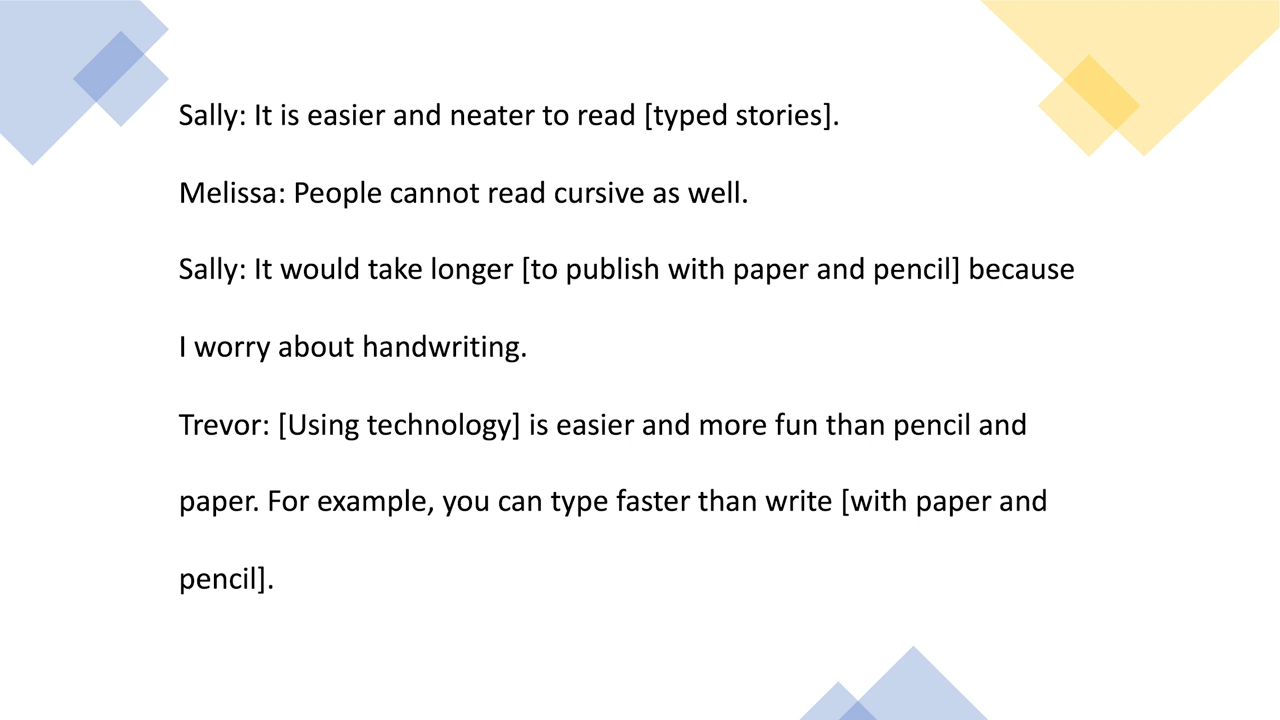 Sally: It is easier and neater to read [typed stories].
Melissa: People cannot read cursive as well.
Sally: It would take longer [to publish with paper and pencil] because
I worry about handwriting.
Trevor: [Using technology] is easier and more fun than pencil and
paper. For example, you can type faster than write [with paper and
pencil].